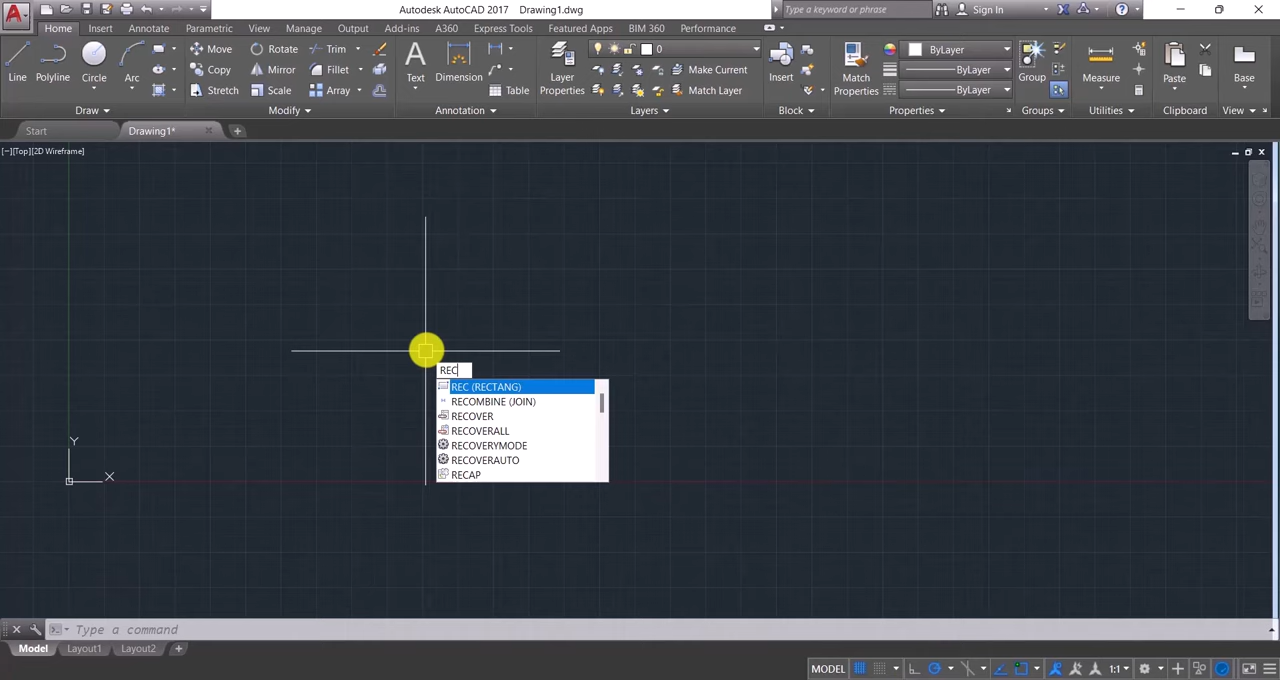 Autodesk AutoCAD 2017 Drawing1.dwg
Type a keyword or phrase
Sign In
Home Insert Annotate Parametric View Manage Output Add-ins A360 Express Tools Featured Apps BIM 360 Performance
Line
Polyline
Circle
Arc
Move
Rotate
Trim
Copy
Mirror
Fillet
Stretch
Scale
Array
Text
Dimension
Table
Layer
Properties
0
Make Current
Match Layer
Insert
Match
Properties
ByLayer
ByLayer
ByLayer
Group
Measure
Paste
Base
Draw
Modify
Annotation
Layers
Block
Properties
Groups
Utilities
Clipboard
View
Start
Drawing1*
[−][Top][2D Wireframe]
REC
REC (RECTANG)
RECOMBINE (JOIN)
RECOVER
RECOVERALL
RECOVERYMODE
RECOVERAUTO
RECAP
Y
X
Type a command
Model
Layout1
Layout2
MODEL
1:1